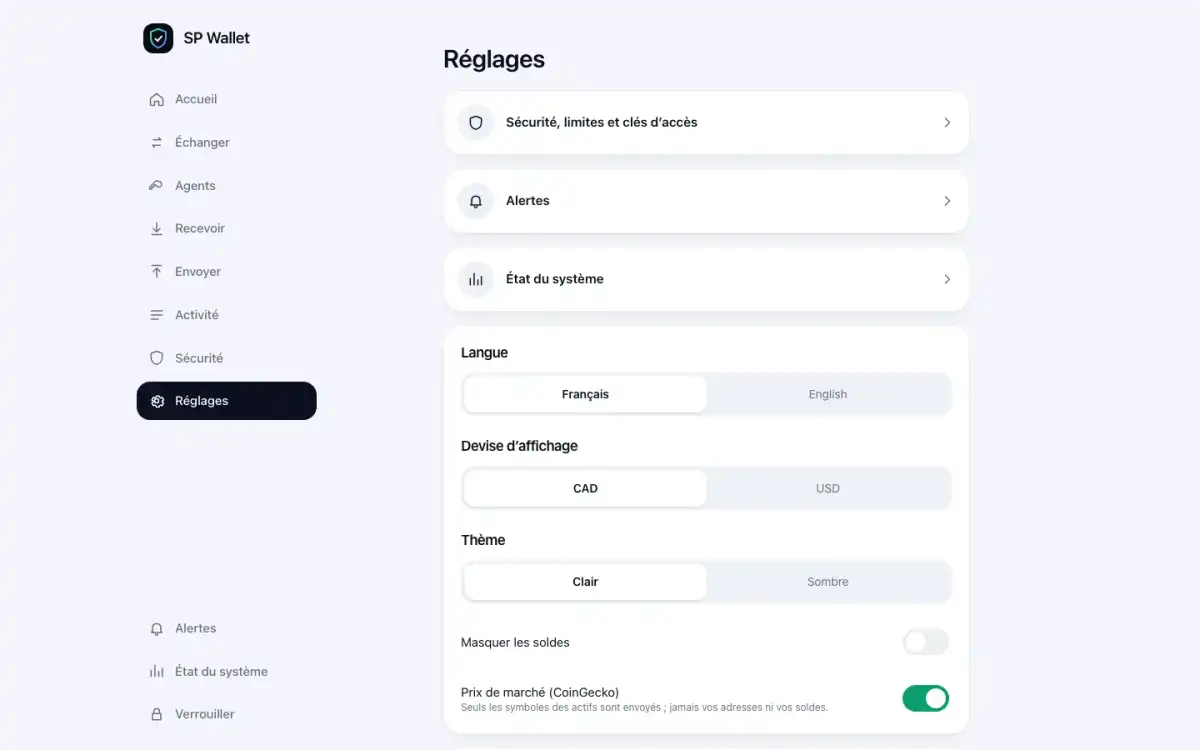 SP Wallet
Accueil
Échanger
Agents
Recevoir
Envoyer
Activité
Sécurité
Réglages
Alertes
État du système
Verrouiller
Réglages
Sécurité, limites et clés d’accès
Alertes
État du système
Langue
Français English
Devise d’affichage
CAD USD
Thème
Clair Sombre
Masquer les soldes
Prix de marché (CoinGecko)
Seuls les symboles des actifs sont envoyés ; jamais vos adresses ni vos soldes.